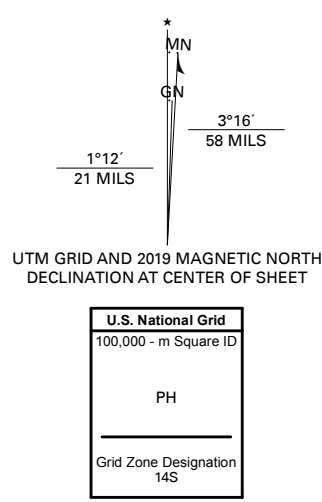 ★
MN
GN
3°16´
58 MILS
1°12´
21 MILS
UTM GRID AND 2019 MAGNETIC NORTH
DECLINATION AT CENTER OF SHEET
U.S. National Grid
100,000 - m Square ID
PH
Grid Zone Designation
14S